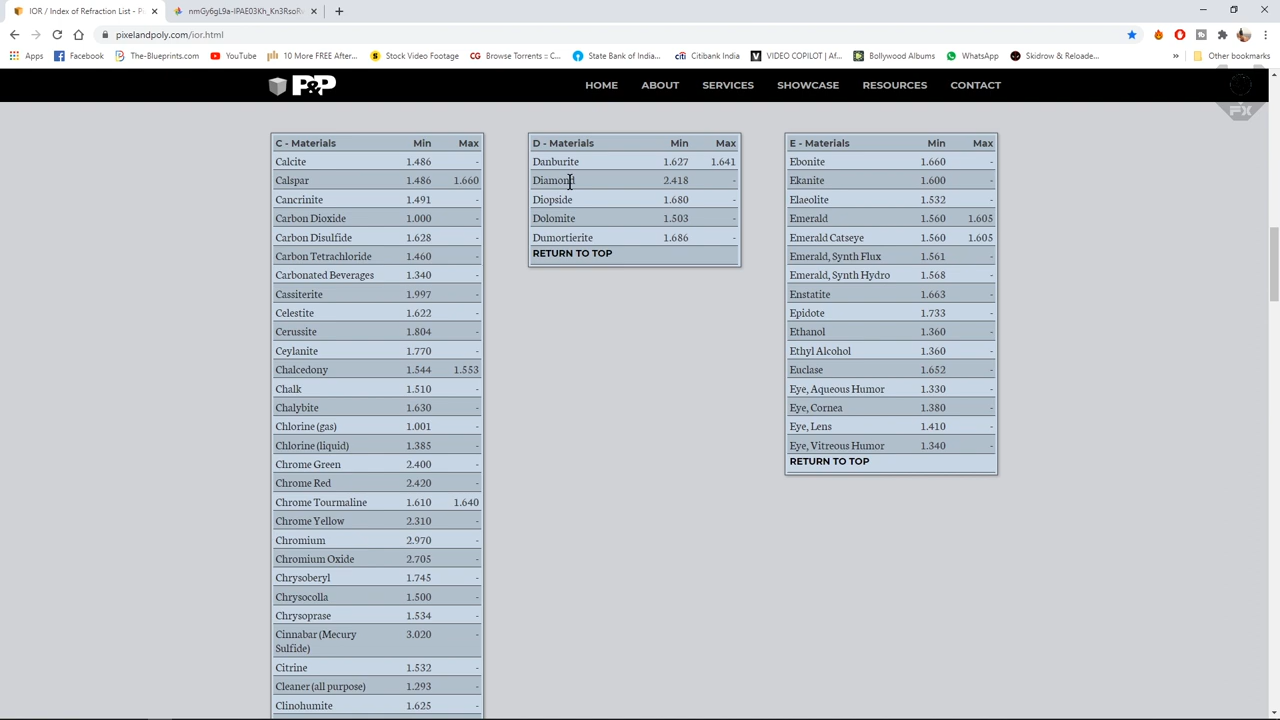 IOR / Index of Refraction List - Pi
nmGy6gL9a-IPAE03Kh_Kn3RsoR
pixelandpoly.com/ior.html
Apps
Facebook
The-Blueprints.com
YouTube
10 More FREE After...
Stock Video Footage
Browse Torrents :: C...
State Bank of India...
Citibank India
VIDEO COPILOT | Af...
Bollywood Albums
WhatsApp
Skidrow & Reloade...
»
Other bookmarks
P&P
HOME
ABOUT
SERVICES
SHOWCASE
RESOURCES
CONTACT
FX
C - Materials Min Max
Calcite 1.486 -
Calspar 1.486 1.660
Cancrinite 1.491 -
Carbon Dioxide 1.000 -
Carbon Disulfide 1.628 -
Carbon Tetrachloride 1.460 -
Carbonated Beverages 1.340 -
Cassiterite 1.997 -
Celestite 1.622 -
Cerussite 1.804 -
Ceylanite 1.770 -
Chalcedony 1.544 1.553
Chalk 1.510 -
Chalybite 1.630 -
Chlorine (gas) 1.001 -
Chlorine (liquid) 1.385 -
Chrome Green 2.400 -
Chrome Red 2.420 -
Chrome Tourmaline 1.610 1.640
Chrome Yellow 2.310 -
Chromium 2.970 -
Chromium Oxide 2.705 -
Chrysoberyl 1.745 -
Chrysocolla 1.500 -
Chrysoprase 1.534 -
Cinnabar (Mecury 3.020 -
Sulfide)
Citrine 1.532 -
Cleaner (all purpose) 1.293 -
Clinohumite 1.625 -
D - Materials Min Max
Danburite 1.627 1.641
Diamond 2.418 -
Diopside 1.680 -
Dolomite 1.503 -
Dumortierite 1.686 -
RETURN TO TOP
E - Materials Min Max
Ebonite 1.660 -
Ekanite 1.600 -
Elaeolite 1.532 -
Emerald 1.560 1.605
Emerald Catseye 1.560 1.605
Emerald, Synth Flux 1.561 -
Emerald, Synth Hydro 1.568 -
Enstatite 1.663 -
Epidote 1.733 -
Ethanol 1.360 -
Ethyl Alcohol 1.360 -
Euclase 1.652 -
Eye, Aqueous Humor 1.330 -
Eye, Cornea 1.380 -
Eye, Lens 1.410 -
Eye, Vitreous Humor 1.340 -
RETURN TO TOP